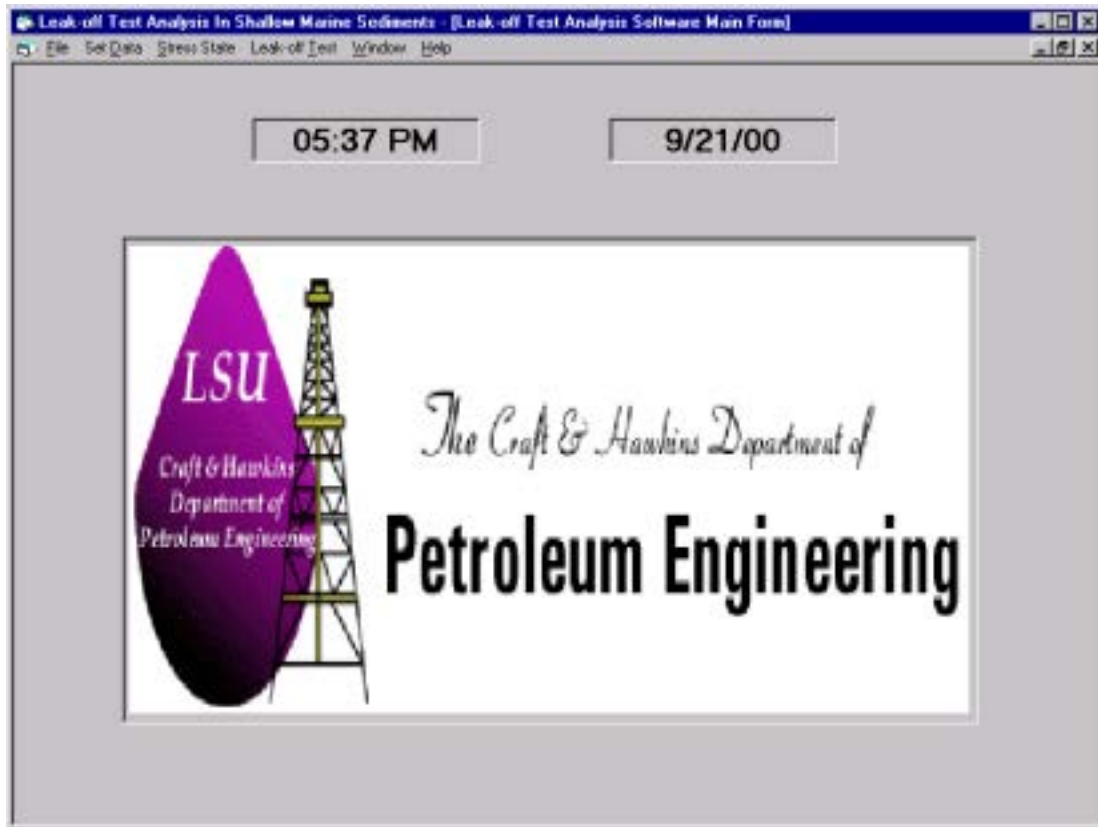 Leak-off Test Analysis In Shallow Marine Sediments - [Leak-off Test Analysis Software Main Form]
File Set Data Stress State Leak-off Test Window Help
05:37 PM 9/21/00
LSU
Craft & Hawkins
Department of
Petroleum Engineering
The Craft & Hawkins Department of
Petroleum Engineering